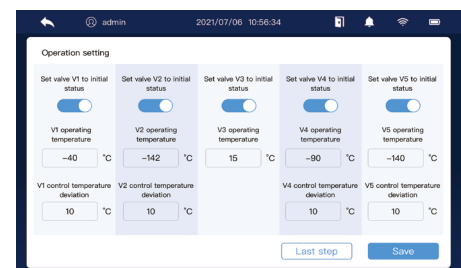 admin 2021/07/06 10:56:34
Operation setting
Set valve V1 to initial status
Set valve V2 to initial status
Set valve V3 to initial status
Set valve V4 to initial status
Set valve V5 to initial status
V1 operating temperature
V2 operating temperature
V3 operating temperature
V4 operating temperature
V5 operating temperature
–40 °C –142 °C 15 °C –90 °C –140 °C
V1 control temperature deviation
V2 control temperature deviation
V4 control temperature deviation
V5 control temperature deviation
10 °C 10 °C 10 °C 10 °C
Last step Save